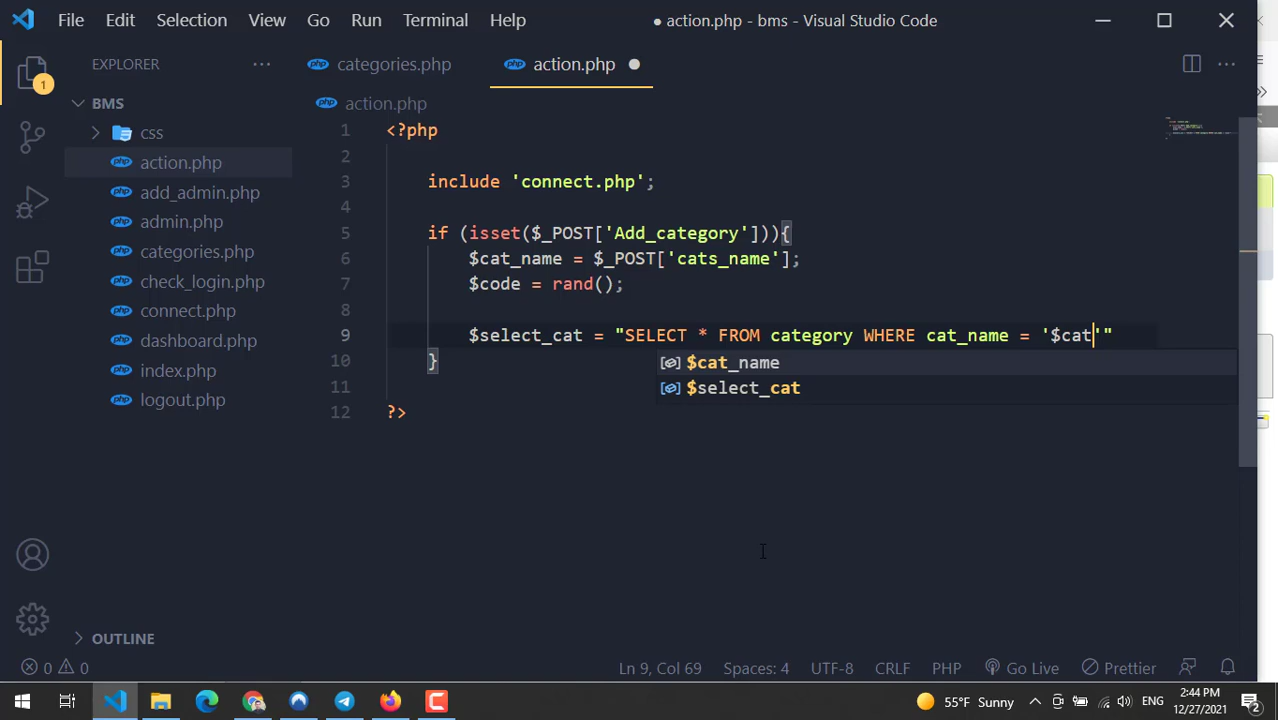 File Edit Selection View Go Run Terminal Help
● action.php - bms - Visual Studio Code
EXPLORER
1
BMS
css
action.php
add_admin.php
admin.php
categories.php
check_login.php
connect.php
dashboard.php
index.php
logout.php
OUTLINE
php categories.php
php action.php
php action.php
1 <?php
2
3 include 'connect.php';
4
5 if (isset($_POST['Add_category'])){
6 $cat_name = $_POST['cats_name'];
7 $code = rand();
8
9 $select_cat = "SELECT * FROM category WHERE cat_name = '$cat'"
$cat_name
$select_cat
10 }
11
12 ?>
0 0
Ln 9, Col 69 Spaces: 4 UTF-8 CRLF PHP Go Live Prettier
55°F Sunny ENG
2:44 PM
12/27/2021
2